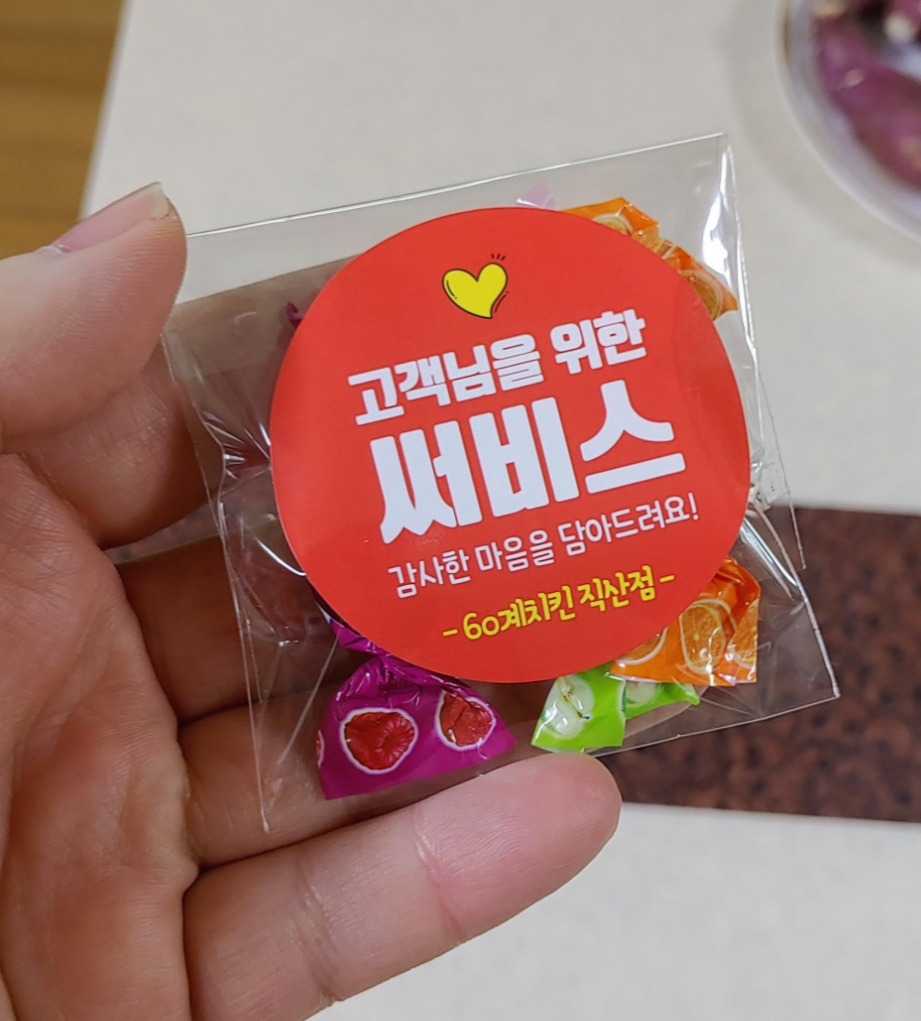 고객님을 위한
써비스
감사한 마음을 담아드려요!
- 60계치킨 직산점 -